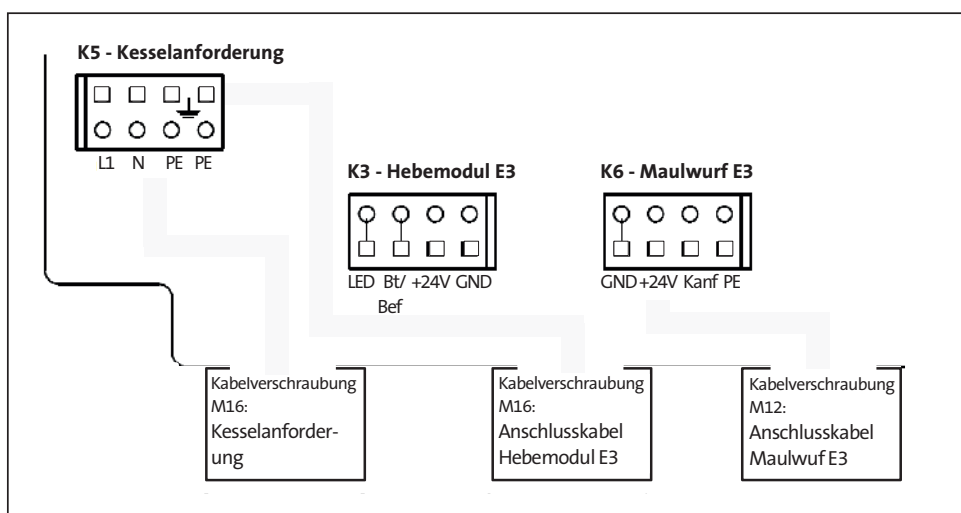 K5 - Kesselanforderung
L1 N PE PE
K3 - Hebemodul E3
LED Bt/ +24V GND
Bef
K6 - Maulwurf E3
GND +24V Kanf PE
Kabelverschraubung
M16:
Kesselanforder-
ung
Kabelverschraubung
M16:
Anschlusskabel
Hebemodul E3
Kabelverschraubung
M12:
Anschlusskabel
Maulwuf E3